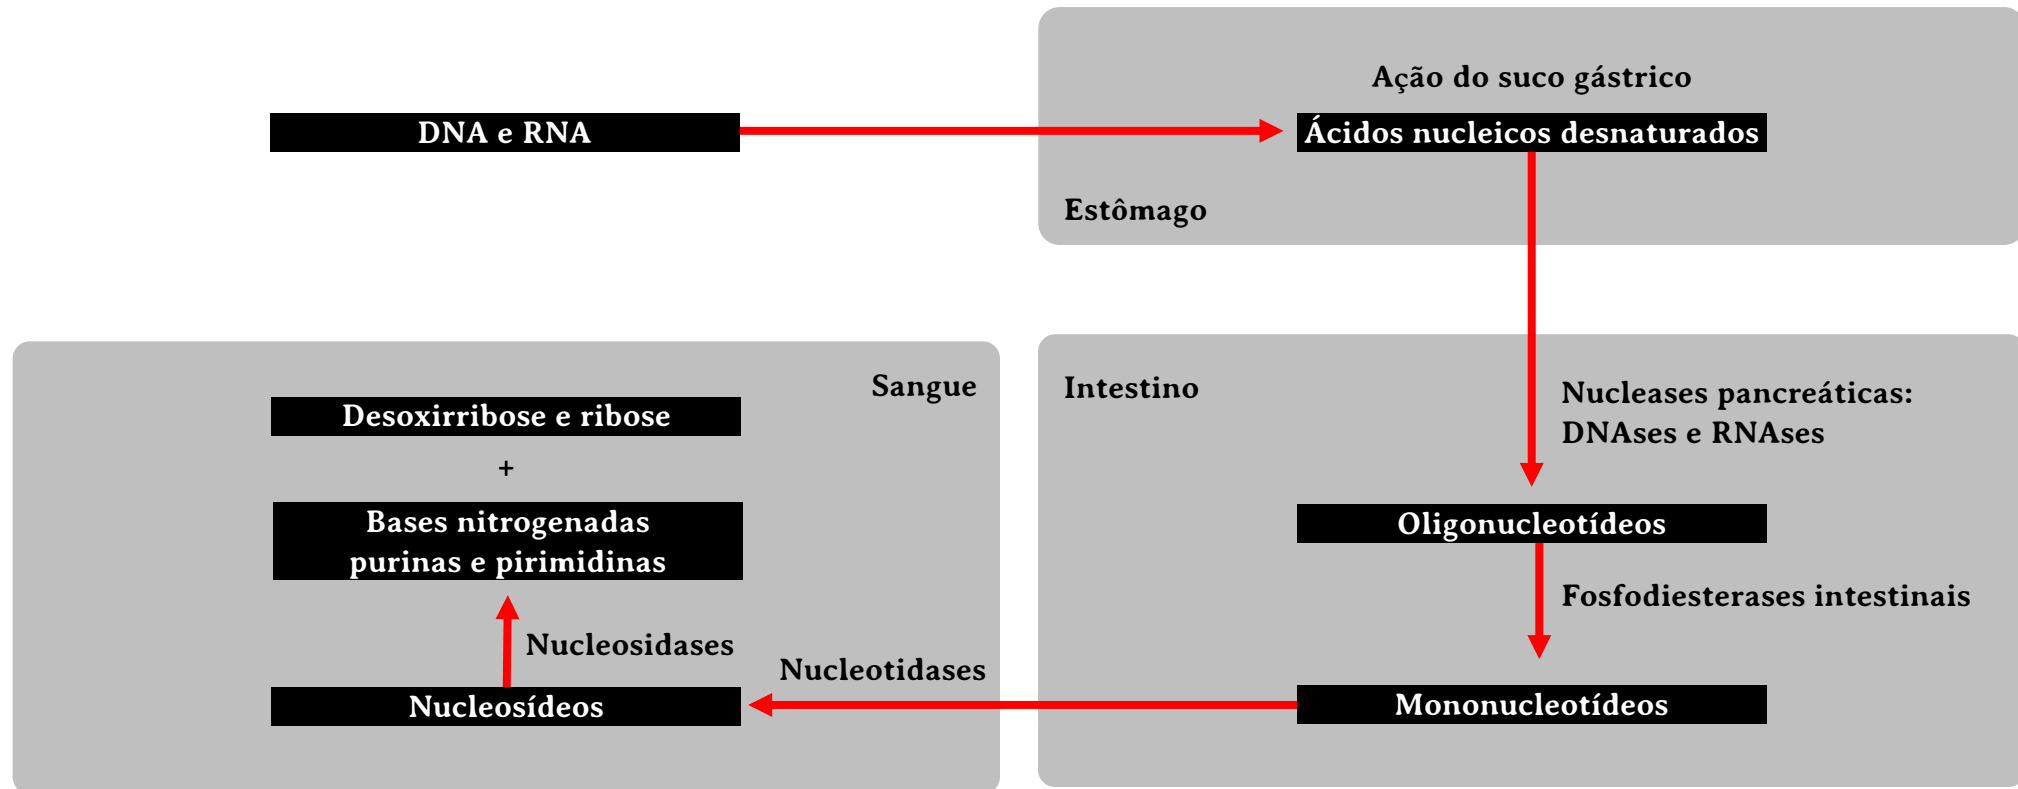 DNA e RNA
Ação do suco gástrico
Ácidos nucleicos desnaturados
Estômago
Intestino
Nucleases pancreáticas:
DNAses e RNAses
Oligonucleotídeos
Fosfodiesterases intestinais
Mononucleotídeos
Nucleotidases
Sangue
Nucleosídeos
Nucleosidases
Desoxirribose e ribose
+
Bases nitrogenadas
purinas e pirimidinas